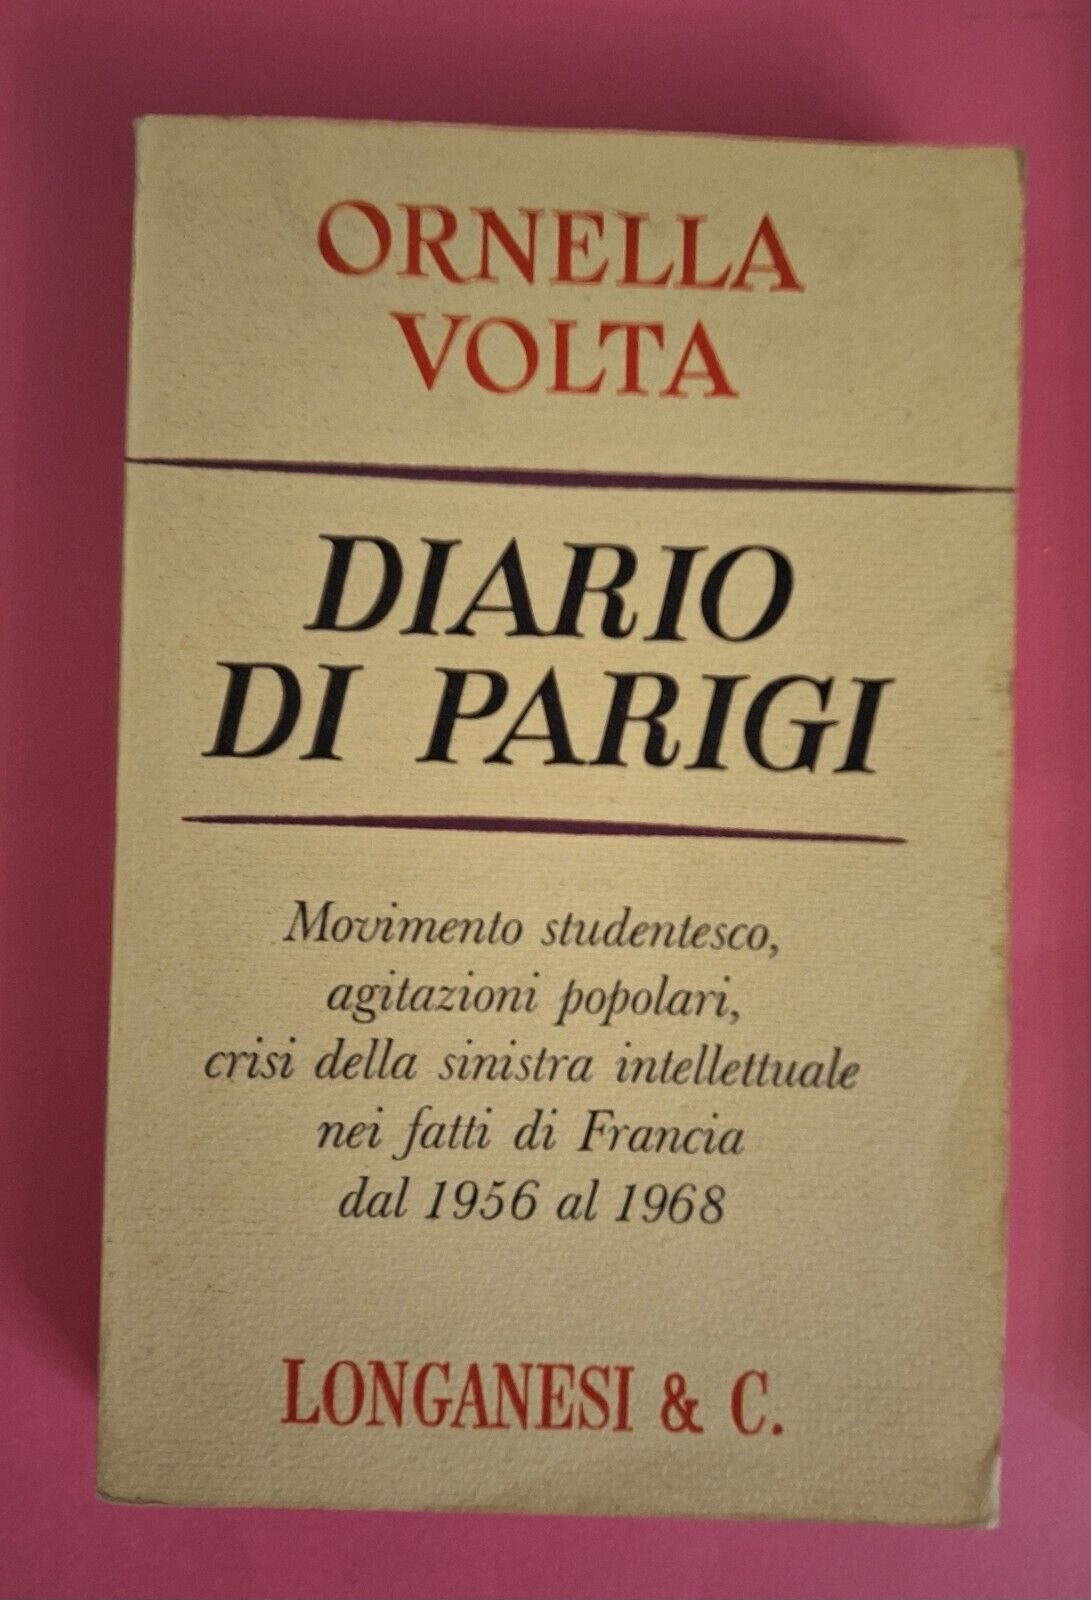 ORNELLA
VOLTA
DIARIO
DI PARIGI
Movimento studentesco,
agitazioni popolari,
crisi della sinistra intellettuale
nei fatti di Francia
dal 1956 al 1968
LONGANESI & C.